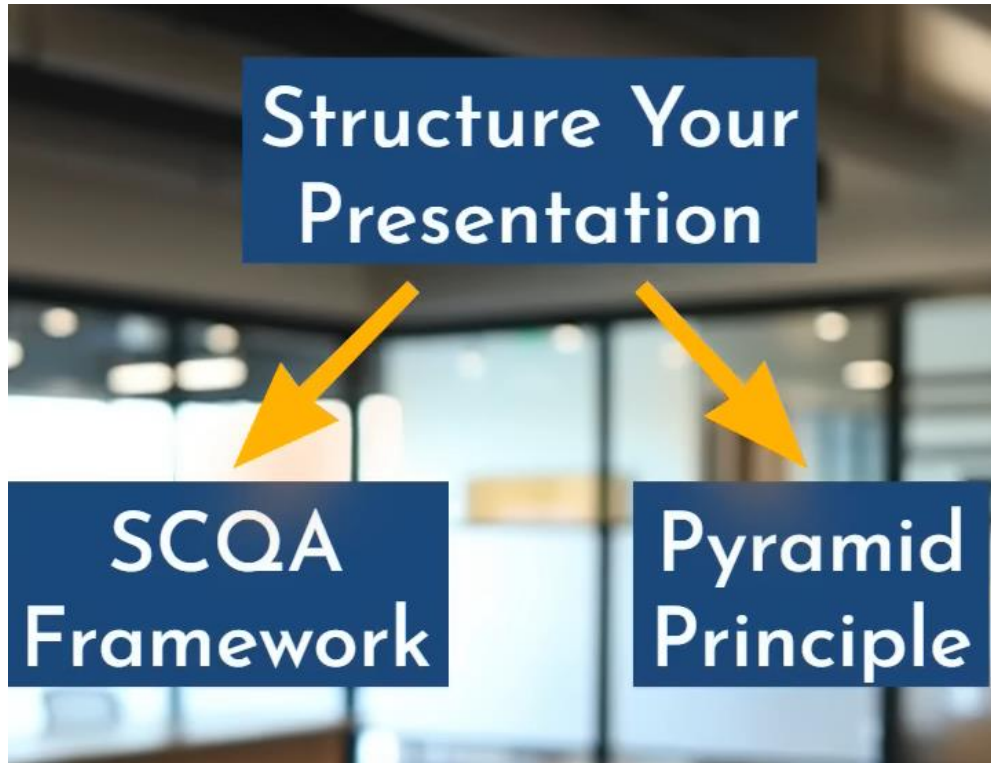 Structure Your
Presentation
SCQA
Framework
Pyramid
Principle